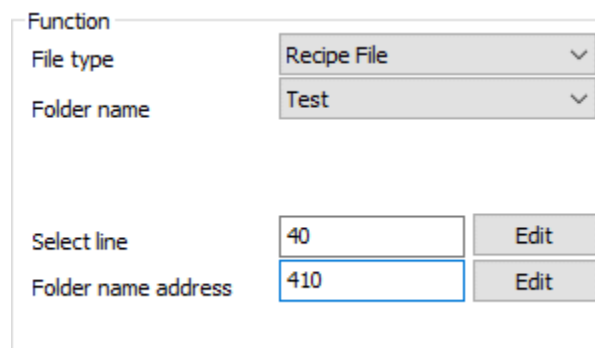 Function
File type Recipe File
Folder name Test
Select line 40 Edit
Folder name address 410 Edit